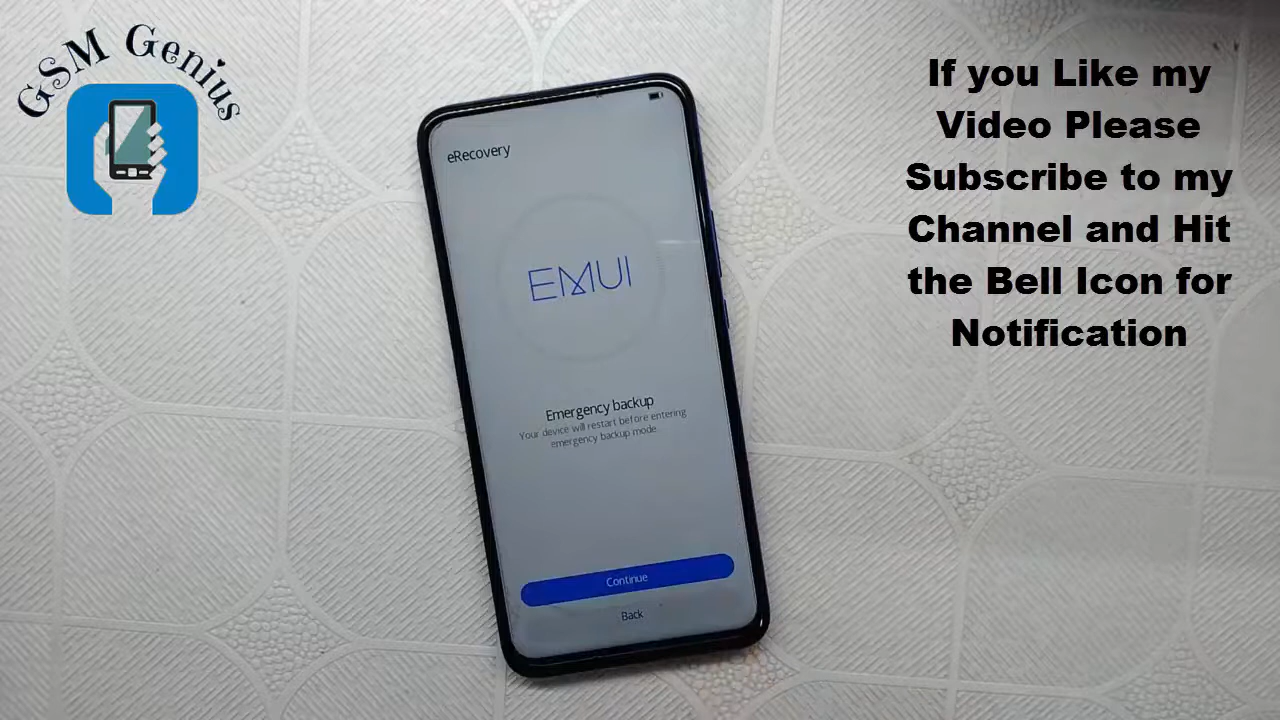 GSM Genius
If you Like my
Video Please
Subscribe to my
Channel and Hit
the Bell Icon for
Notification
eRecovery
EMUI
Emergency backup
Your device will restart before entering
emergency backup mode.
Continue
Back